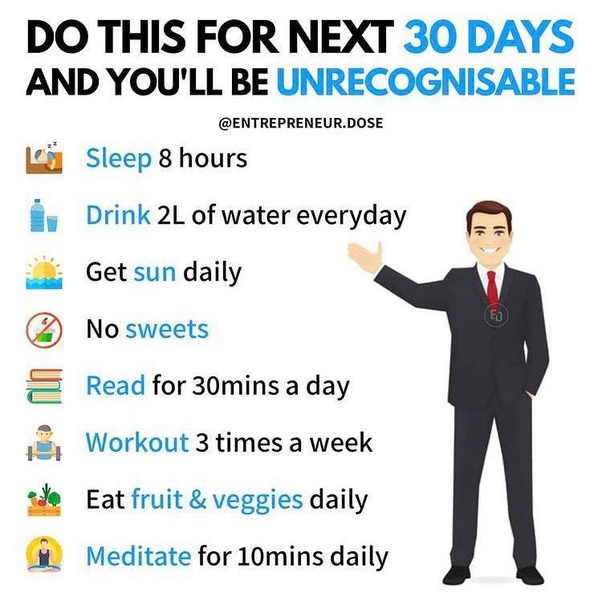 DO THIS FOR NEXT 30 DAYS
AND YOU'LL BE UNRECOGNISABLE
@ENTREPRENEUR.DOSE
Sleep 8 hours
Drink 2L of water everyday
Get sun daily
No sweets
Read for 30mins a day
Workout 3 times a week
Eat fruit & veggies daily
Meditate for 10mins daily